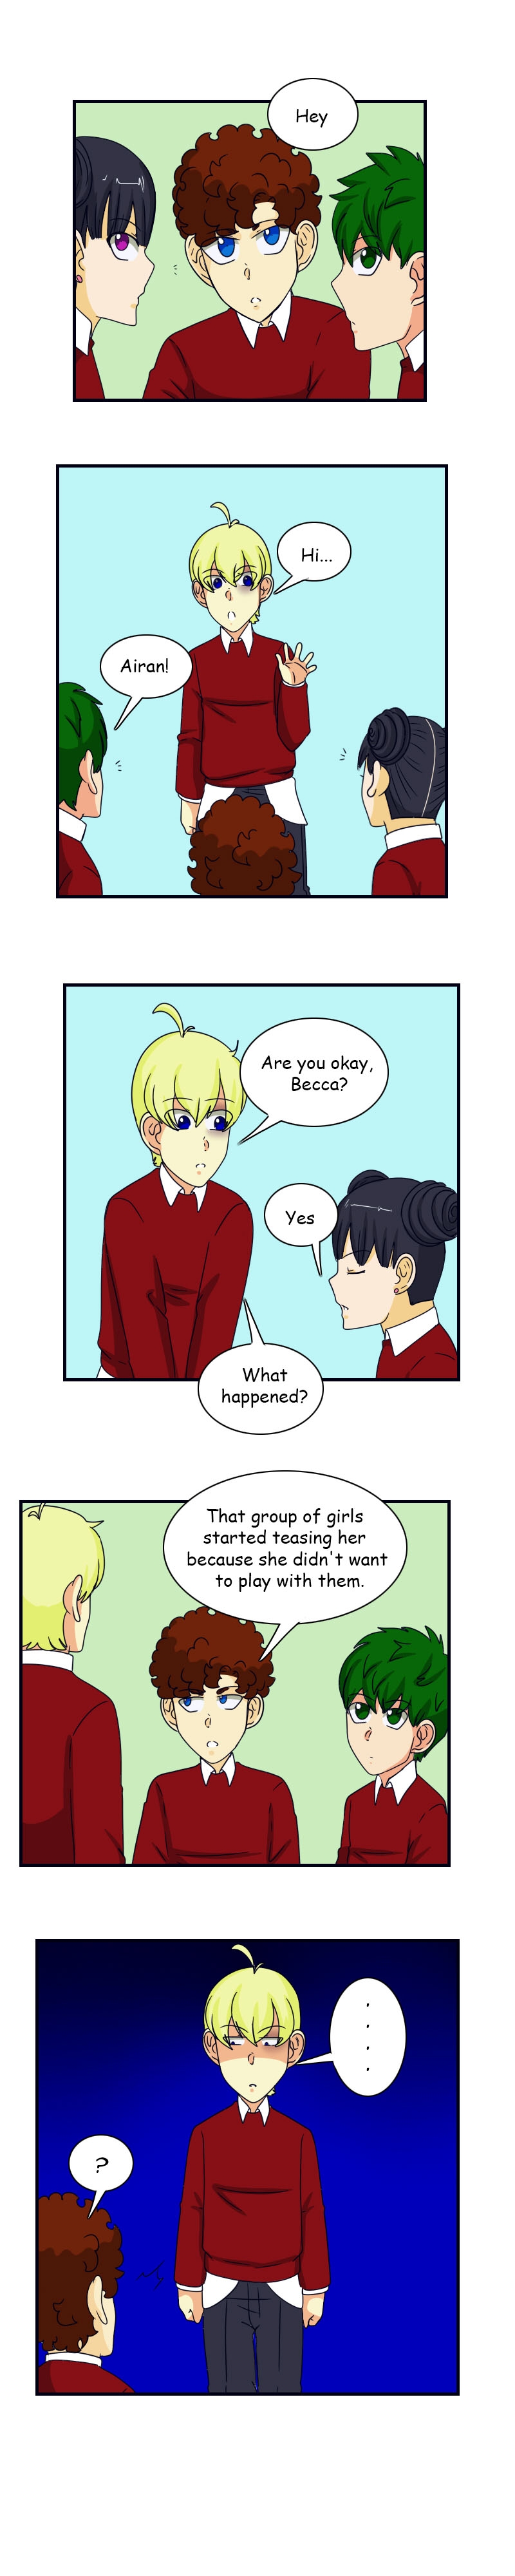 Hey
Hi...
Airan!
Are you okay,
Becca?
Yes
What
happened?
That group of girls
started teasing her
because she didn't want
to play with them.
.
.
.
.
?